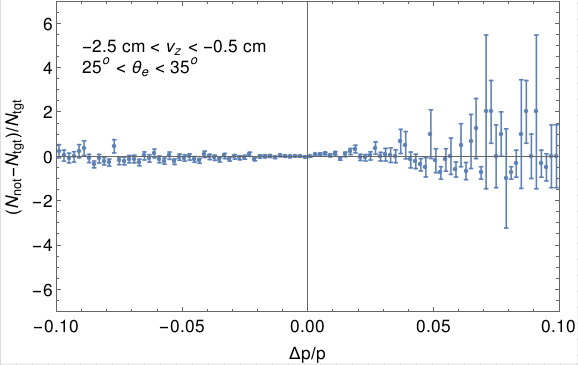 −2.5 cm < v_z < −0.5 cm
25° < θ_e < 35°
(N_not−N_tgt)/N_tgt
6
4
2
0
−2
−4
−6
−0.10 −0.05 0.00 0.05 0.10
Δp/p